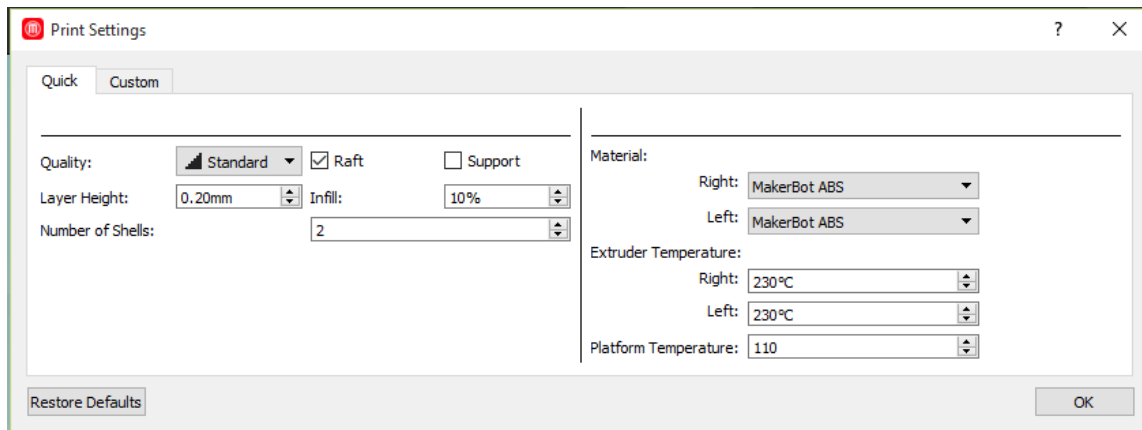 Print Settings
Quick Custom
Quality: Standard Raft Support
Layer Height: 0.20mm Infill: 10%
Number of Shells: 2
Material:
Right: MakerBot ABS
Left: MakerBot ABS
Extruder Temperature:
Right: 230°C
Left: 230°C
Platform Temperature: 110
Restore Defaults OK